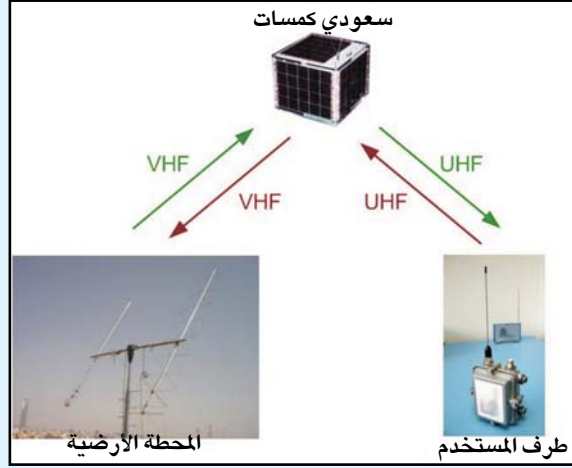 سعودي كمسات
VHF
UHF
VHF
UHF
المحطة الأرضية
طرف المستخدم